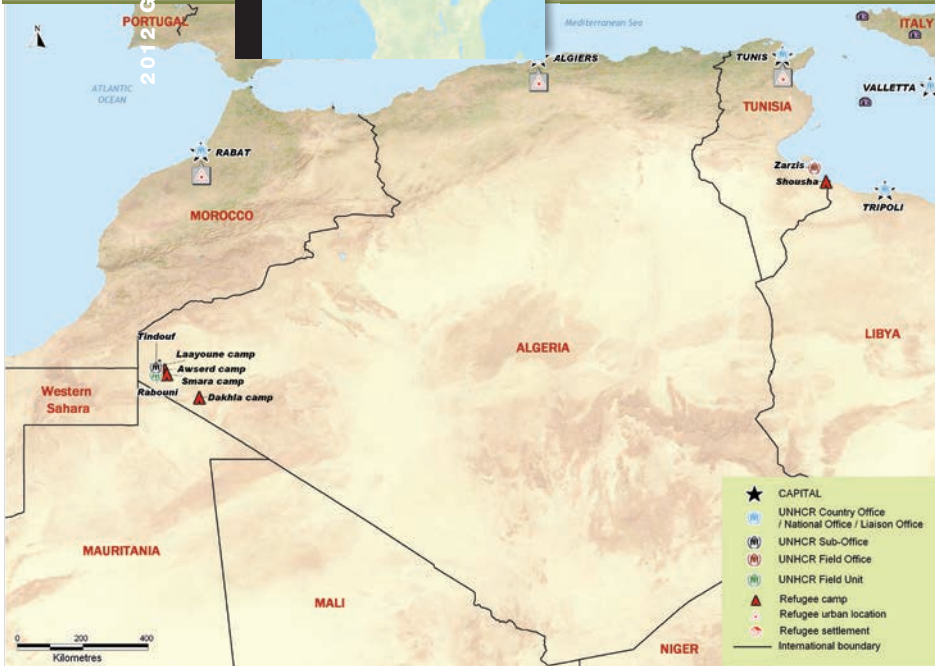 N
PORTUGAL
2012 G
Mediterranean Sea
ITALY
ATLANTIC
OCEAN
ALGIERS
TUNIS
VALLETTA
TUNISIA
RABAT
Zarzis
Shousha
TRIPOLI
MOROCCO
Tindouf
Laayoune camp
Awserd camp
Smara camp
Rabouni
Dakhla camp
ALGERIA
LIBYA
Western
Sahara
MAURITANIA
MALI
NIGER
CAPITAL
UNHCR Country Office
/ National Office / Liaison Office
UNHCR Sub-Office
UNHCR Field Office
UNHCR Field Unit
Refugee camp
Refugee urban location
Refugee settlement
International boundary
0 200 400
Kilometres